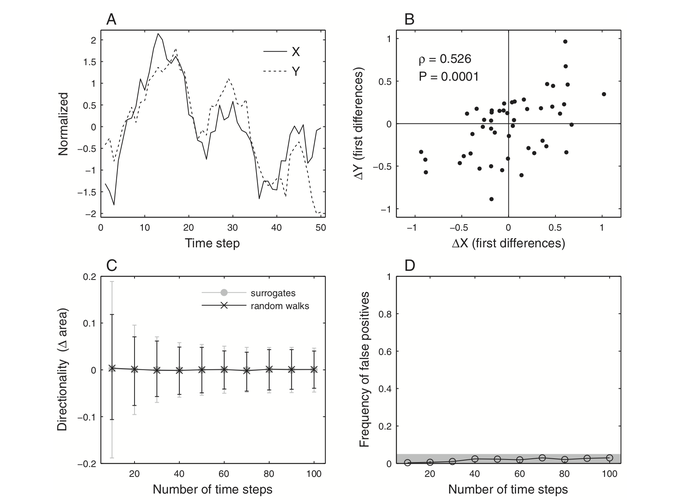 A
Normalized
2
1.5
1
0.5
0
−0.5
−1
−1.5
−2
0 10 20 30 40 50
Time step
X
Y
B
ΔY (first differences)
1
0.5
0
−0.5
−1
−1 −0.5 0 0.5 1
ΔX (first differences)
ρ = 0.526
P = 0.0001
C
Directionality (Δ area)
0.2
0.1
0
−0.1
−0.2
20 40 60 80 100
Number of time steps
surrogates
random walks
D
Frequency of false positives
1
0.8
0.6
0.4
0.2
0
20 40 60 80 100
Number of time steps